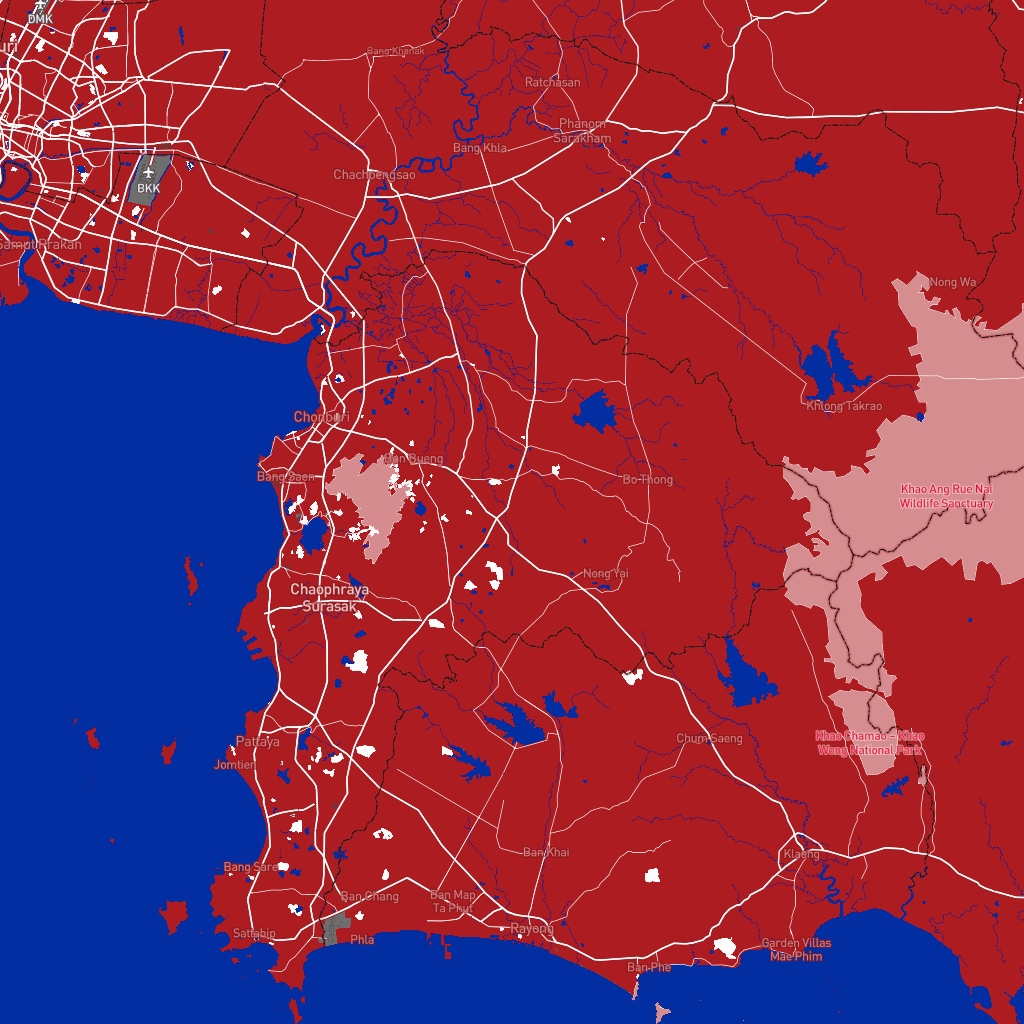 DMK
uri
Bang Khanak
Ratchasan
Phanom
Sarakham
Bang Khla
BKK
Chachoengsao
Samut Prakan
Nong Wa
Khlong Takrao
Chonburi
Ban Bueng
Bang Saen
Bo Thong
Khao Ang Rue Nai
Wildlife Sanctuary
Nong Yai
Chaophraya
Surasak
Pattaya
Jomtien
Chum Saeng
Khao Chamao - Khao
Wong National Park
Bang Sare
Ban Khai
Klaeng
Ban Chang
Ban Map
Ta Phut
Sattahip
Phla
Rayong
Garden Villas
Mae Phim
Ban Phe